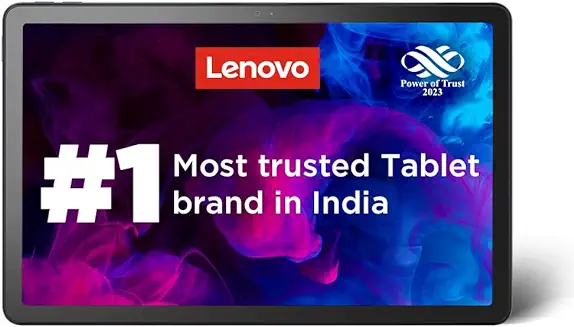 Lenovo
Power of Trust
2023
#1
Most trusted Tablet
brand in India